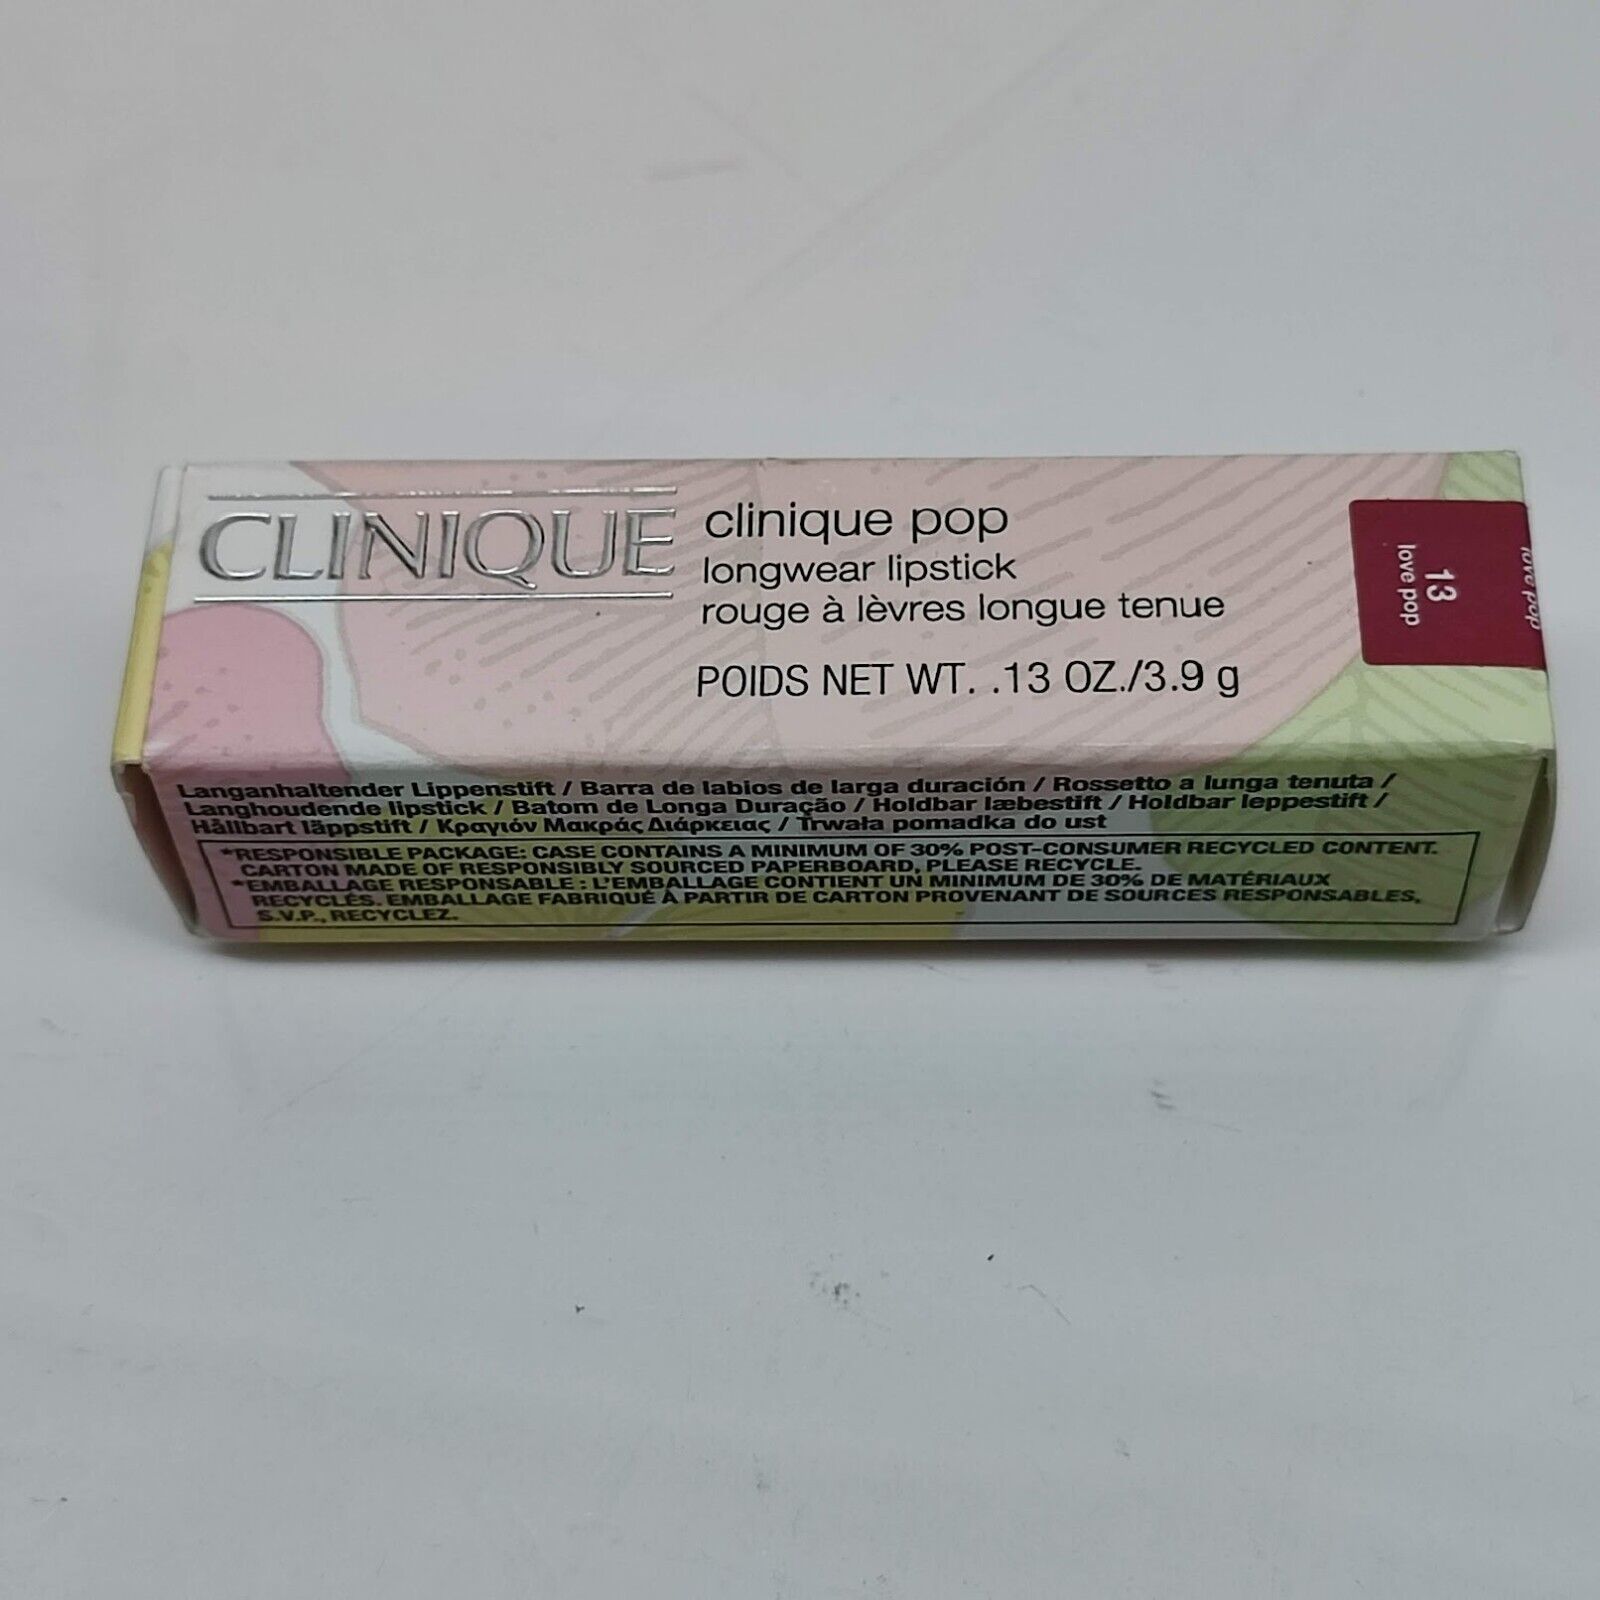 CLINIQUE
clinique pop
longwear lipstick
rouge à lèvres longue tenue
POIDS NET WT. .13 OZ./3.9 g
13
love pop
love pop
Langanhaltender Lippenstift / Barra de labios de larga duración / Rossetto a lunga tenuta /
Langhoudende lipstick / Batom de Longa Duração / Holdbar læbestift / Holdbar leppestift /
Hållbart läppstift / Κραγιόν Μακράς Διάρκειας / Trwała pomadka do ust
*RESPONSIBLE PACKAGE: CASE CONTAINS A MINIMUM OF 30% POST-CONSUMER RECYCLED CONTENT.
CARTON MADE OF RESPONSIBLY SOURCED PAPERBOARD, PLEASE RECYCLE.
*EMBALLAGE RESPONSABLE : L'EMBALLAGE CONTIENT UN MINIMUM DE 30% DE MATÉRIAUX
RECYCLÉS. EMBALLAGE FABRIQUÉ À PARTIR DE CARTON PROVENANT DE SOURCES RESPONSABLES,
S.V.P., RECYCLEZ.